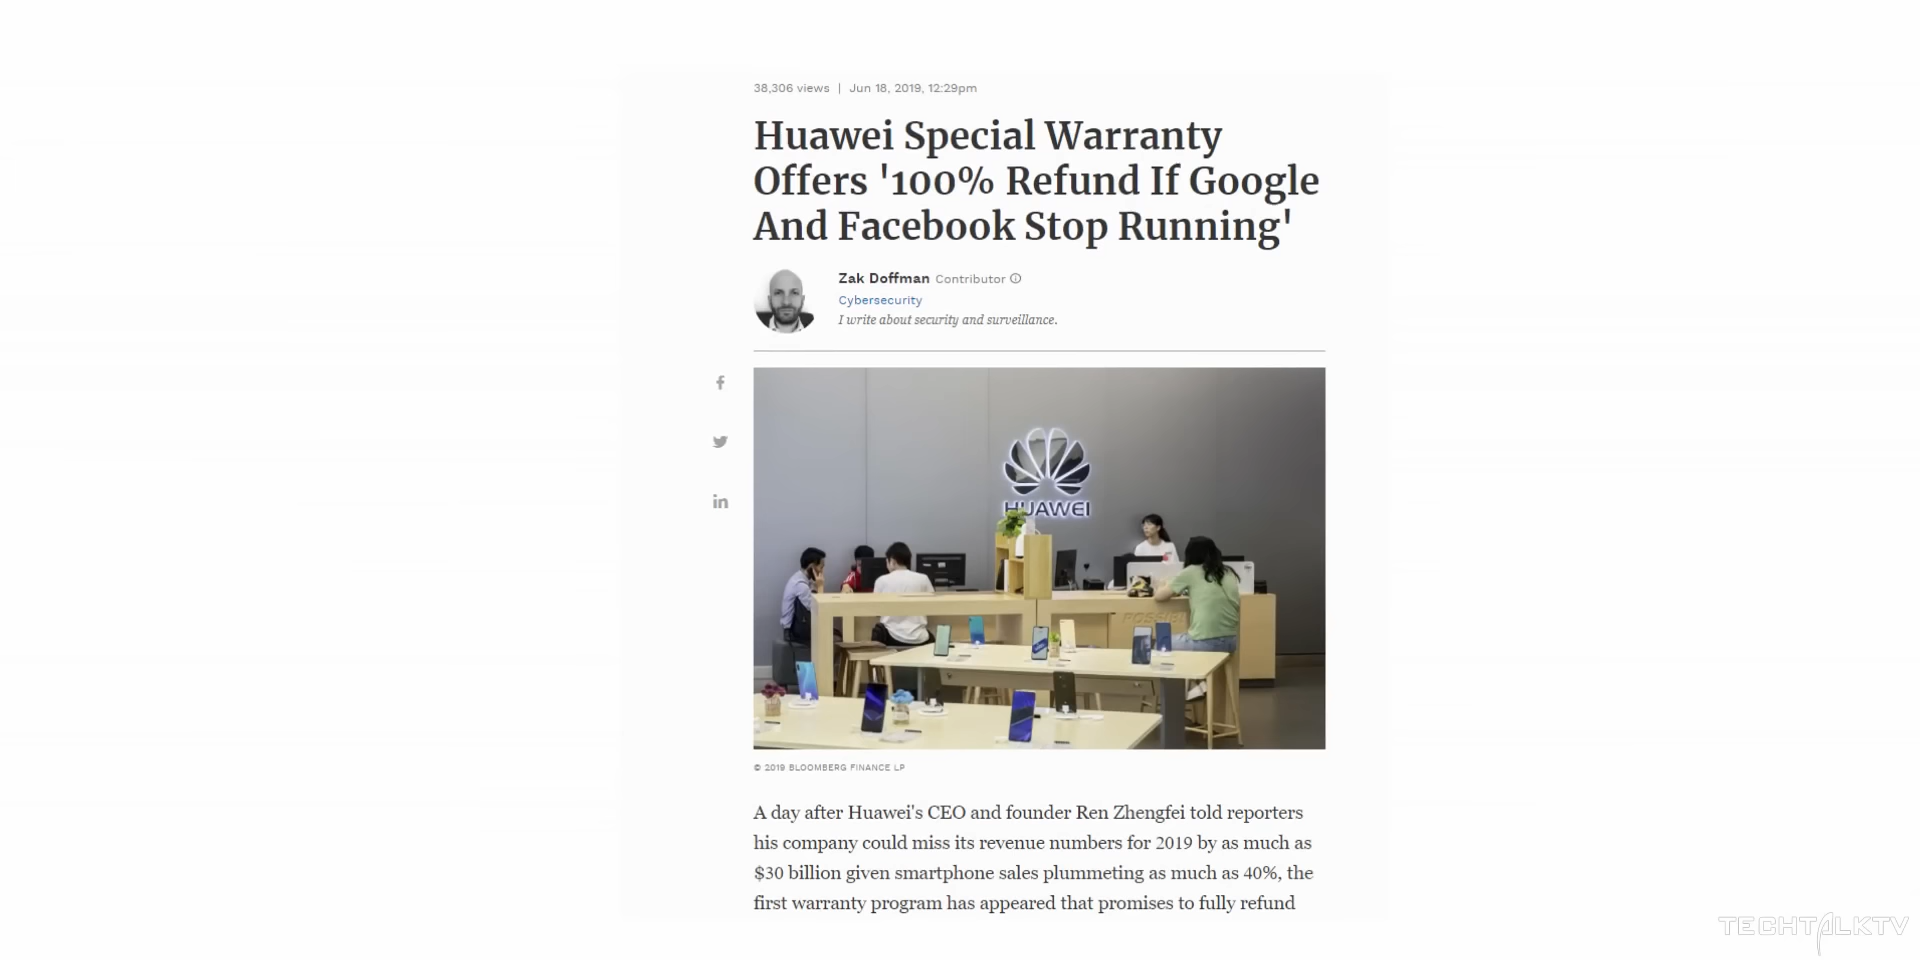 38,306 views | Jun 18, 2019, 12:29pm
Huawei Special Warranty
Offers '100% Refund If Google
And Facebook Stop Running'
Zak Doffman Contributor
Cybersecurity
I write about security and surveillance.
HUAWEI
POSSIBL
© 2019 BLOOMBERG FINANCE LP
A day after Huawei's CEO and founder Ren Zhengfei told reporters
his company could miss its revenue numbers for 2019 by as much as
$30 billion given smartphone sales plummeting as much as 40%, the
first warranty program has appeared that promises to fully refund
TECHTALKTV